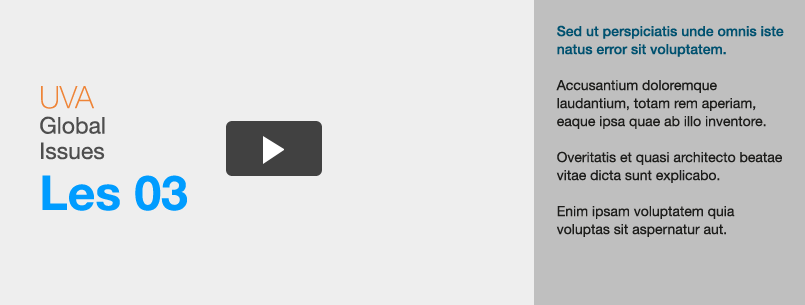 UVA
Global
Issues
Les 03
Sed ut perspiciatis unde omnis iste
natus error sit voluptatem.
Accusantium doloremque
laudantium, totam rem aperiam,
eaque ipsa quae ab illo inventore.
Overitatis et quasi architecto beatae
vitae dicta sunt explicabo.
Enim ipsam voluptatem quia
voluptas sit aspernatur aut.